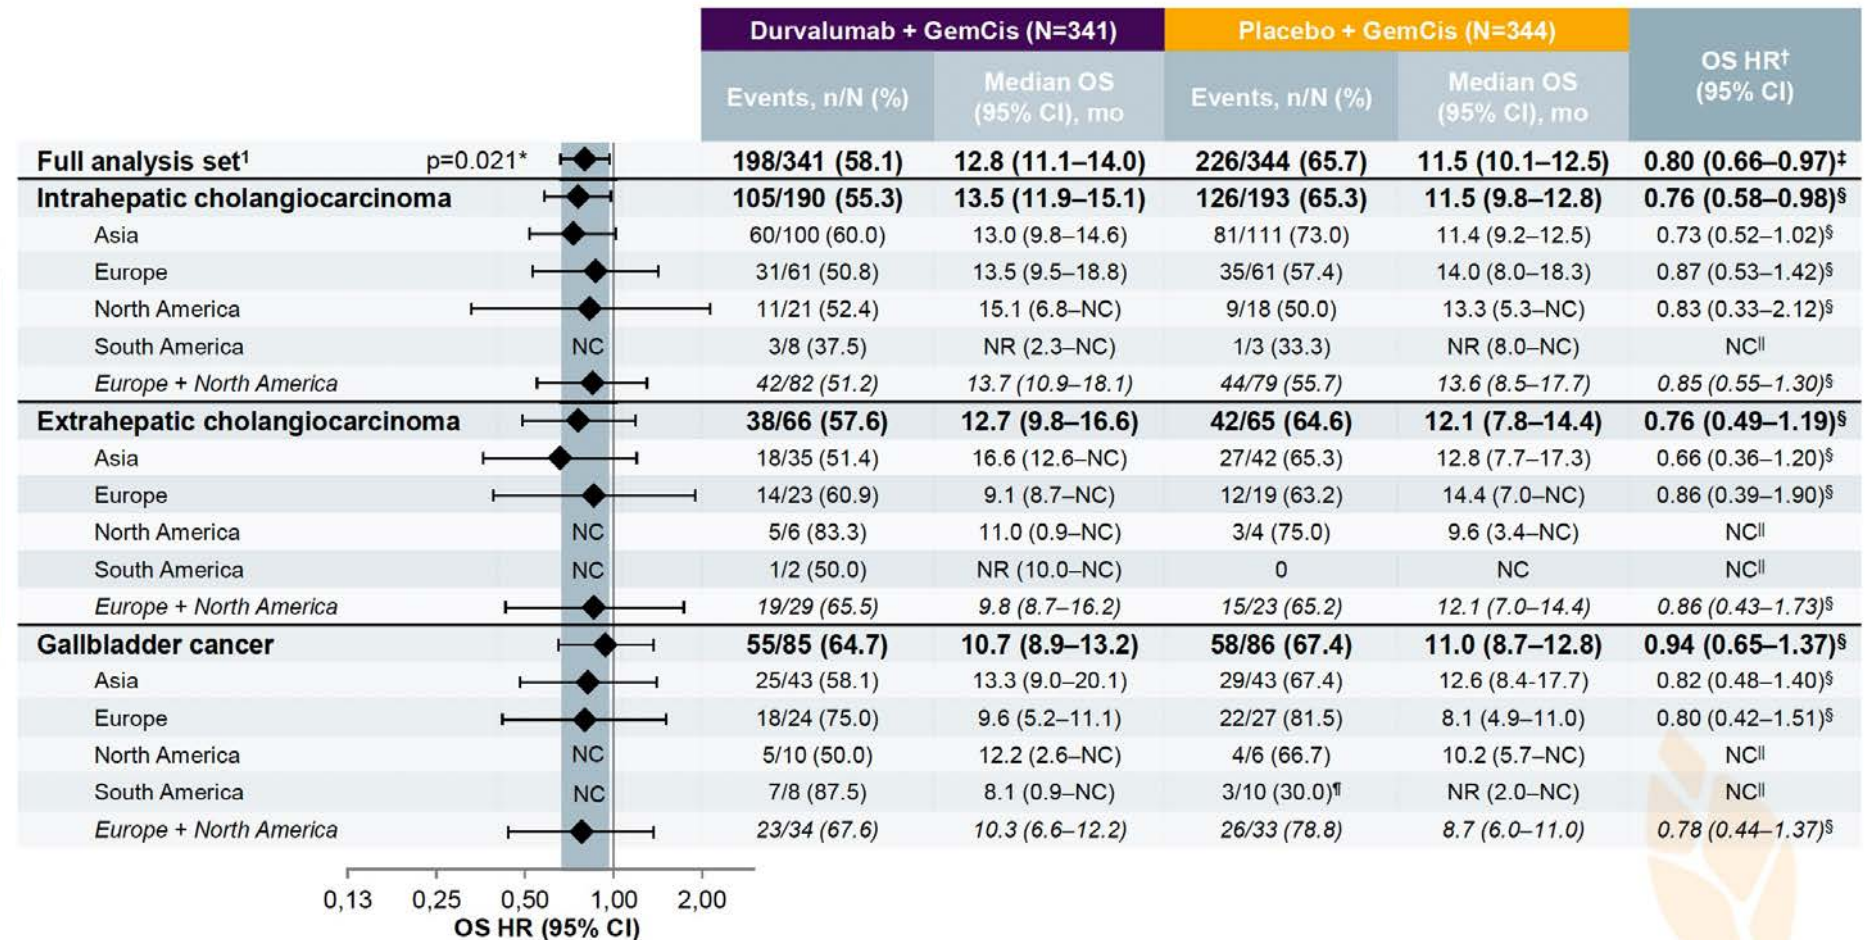 Durvalumab + GemCis (N=341) Placebo + GemCis (N=344) OS HR† (95% CI)
Events, n/N (%) Median OS (95% CI), mo Events, n/N (%) Median OS (95% CI), mo
Full analysis set¹ p=0.021* 198/341 (58.1) 12.8 (11.1–14.0) 226/344 (65.7) 11.5 (10.1–12.5) 0.80 (0.66–0.97)‡
Intrahepatic cholangiocarcinoma 105/190 (55.3) 13.5 (11.9–15.1) 126/193 (65.3) 11.5 (9.8–12.8) 0.76 (0.58–0.98)§
Asia 60/100 (60.0) 13.0 (9.8–14.6) 81/111 (73.0) 11.4 (9.2–12.5) 0.73 (0.52–1.02)§
Europe 31/61 (50.8) 13.5 (9.5–18.8) 35/61 (57.4) 14.0 (8.0–18.3) 0.87 (0.53–1.42)§
North America 11/21 (52.4) 15.1 (6.8–NC) 9/18 (50.0) 13.3 (5.3–NC) 0.83 (0.33–2.12)§
South America NC 3/8 (37.5) NR (2.3–NC) 1/3 (33.3) NR (8.0–NC) NC||
Europe + North America 42/82 (51.2) 13.7 (10.9–18.1) 44/79 (55.7) 13.6 (8.5–17.7) 0.85 (0.55–1.30)§
Extrahepatic cholangiocarcinoma 38/66 (57.6) 12.7 (9.8–16.6) 42/65 (64.6) 12.1 (7.8–14.4) 0.76 (0.49–1.19)§
Asia 18/35 (51.4) 16.6 (12.6–NC) 27/42 (65.3) 12.8 (7.7–17.3) 0.66 (0.36–1.20)§
Europe 14/23 (60.9) 9.1 (8.7–NC) 12/19 (63.2) 14.4 (7.0–NC) 0.86 (0.39–1.90)§
North America NC 5/6 (83.3) 11.0 (0.9–NC) 3/4 (75.0) 9.6 (3.4–NC) NC||
South America NC 1/2 (50.0) NR (10.0–NC) 0 NC NC||
Europe + North America 19/29 (65.5) 9.8 (8.7–16.2) 15/23 (65.2) 12.1 (7.0–14.4) 0.86 (0.43–1.73)§
Gallbladder cancer 55/85 (64.7) 10.7 (8.9–13.2) 58/86 (67.4) 11.0 (8.7–12.8) 0.94 (0.65–1.37)§
Asia 25/43 (58.1) 13.3 (9.0–20.1) 29/43 (67.4) 12.6 (8.4-17.7) 0.82 (0.48–1.40)§
Europe 18/24 (75.0) 9.6 (5.2–11.1) 22/27 (81.5) 8.1 (4.9–11.0) 0.80 (0.42–1.51)§
North America NC 5/10 (50.0) 12.2 (2.6–NC) 4/6 (66.7) 10.2 (5.7–NC) NC||
South America NC 7/8 (87.5) 8.1 (0.9–NC) 3/10 (30.0)¶ NR (2.0–NC) NC||
Europe + North America 23/34 (67.6) 10.3 (6.6–12.2) 26/33 (78.8) 8.7 (6.0–11.0) 0.78 (0.44–1.37)§
0,13 0,25 0,50 1,00 2,00
OS HR (95% CI)